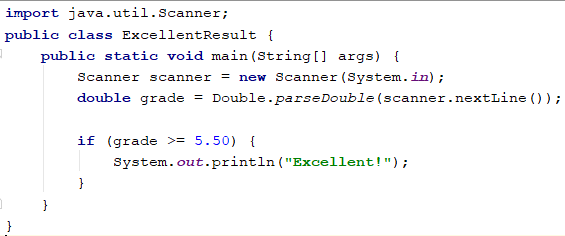 import java.util.Scanner;
public class ExcellentResult {
    public static void main(String[] args) {
        Scanner scanner = new Scanner(System.in);
        double grade = Double.parseDouble(scanner.nextLine());

        if (grade >= 5.50) {
            System.out.println("Excellent!");
        }
    }
}